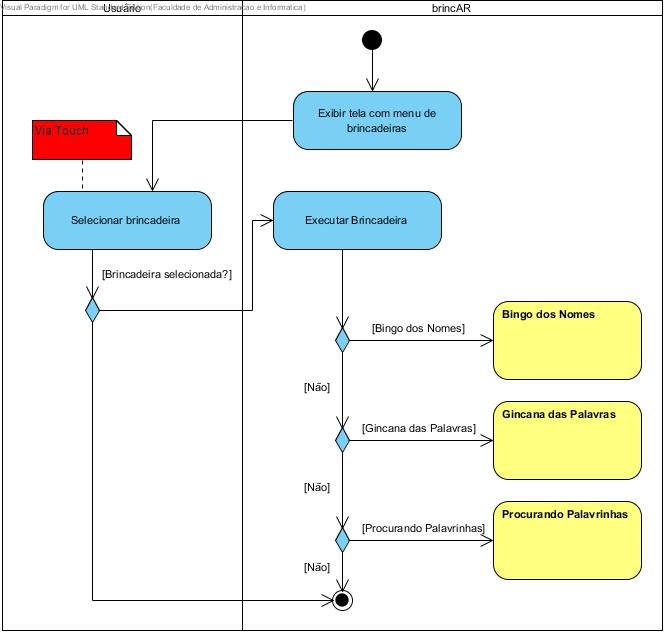 Visual Paradigm for UML Standard Edition(Faculdade de Administracao e Informatica)
Usuário
brincAR
Exibir tela com menu de
brincadeiras
Via Touch
Selecionar brincadeira
Executar Brincadeira
[Brincadeira selecionada?]
[Bingo dos Nomes]
Bingo dos Nomes
[Não]
[Gincana das Palavras]
Gincana das Palavras
[Não]
[Procurando Palavrinhas]
Procurando Palavrinhas
[Não]